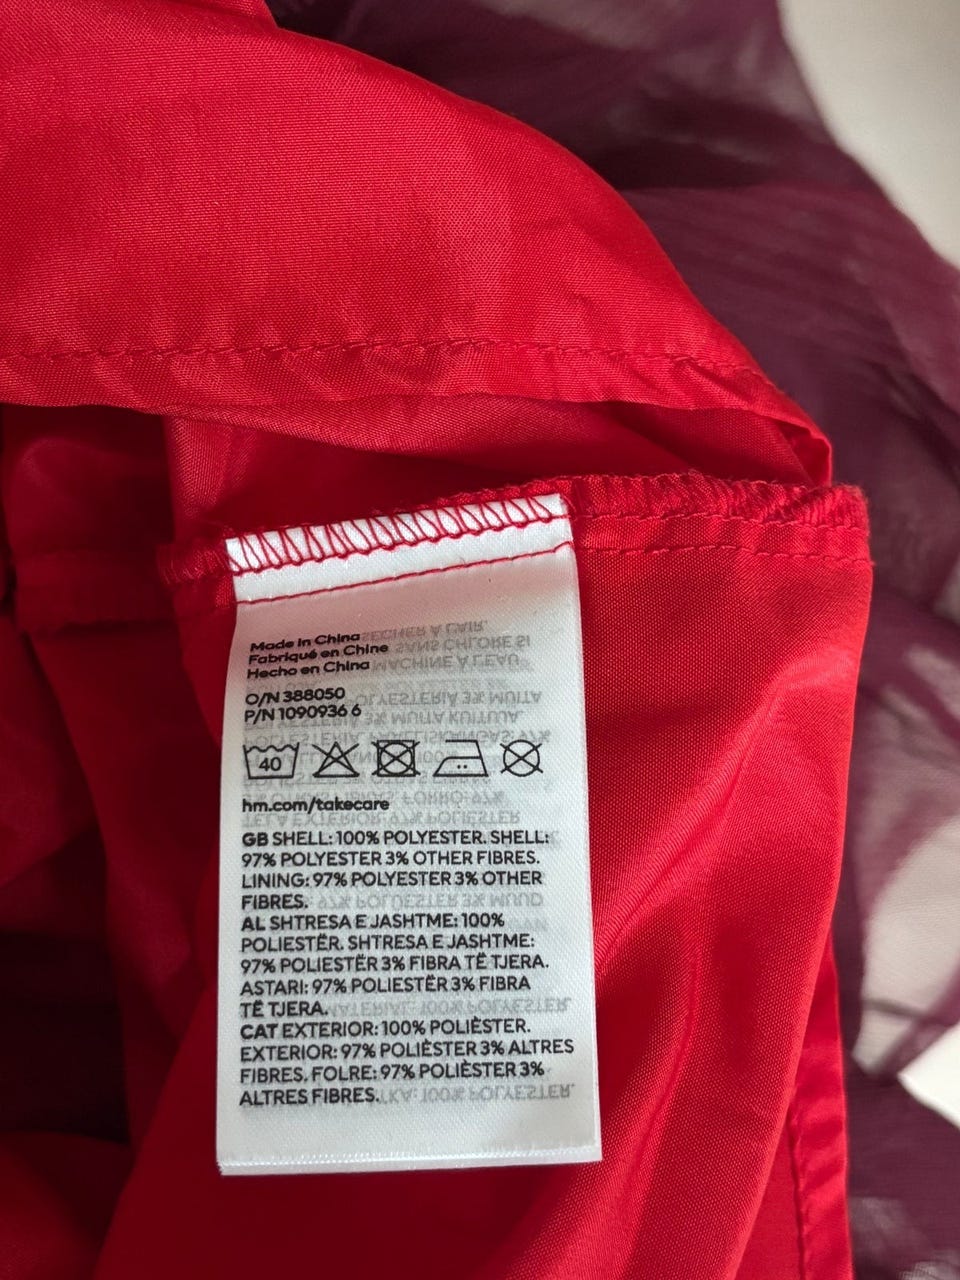 Made in China
Fabriqué en Chine
Hecho en China
O/N 388050
P/N 1090936 6
40
hm.com/takecare
GB SHELL: 100% POLYESTER. SHELL:
97% POLYESTER 3% OTHER FIBRES.
LINING: 97% POLYESTER 3% OTHER
FIBRES.
AL SHTRESA E JASHTME: 100%
POLIESTËR. SHTRESA E JASHTME:
97% POLIESTËR 3% FIBRA TË TJERA.
ASTARI: 97% POLIESTËR 3% FIBRA
TË TJERA.
CAT EXTERIOR: 100% POLIÈSTER.
EXTERIOR: 97% POLIÈSTER 3% ALTRES
FIBRES. FOLRE: 97% POLIÈSTER 3%
ALTRES FIBRES.